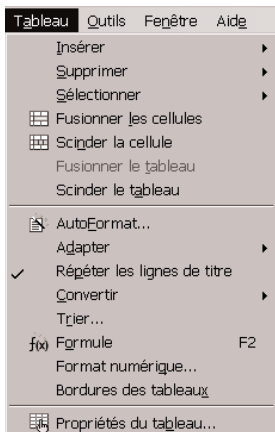 Tableau Outils Fenêtre Aide
Insérer
Supprimer
Sélectionner
Fusionner les cellules
Scinder la cellule
Fusionner le tableau
Scinder le tableau
AutoFormat...
Adapter
Répéter les lignes de titre
Convertir
Trier...
f(x) Formule F2
Format numérique...
Bordures des tableaux
Propriétés du tableau...